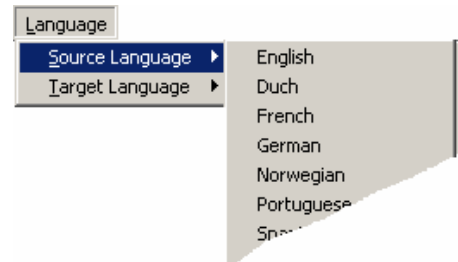 Language
Source Language
Target Language
English
Duch
French
German
Norwegian
Portuguese